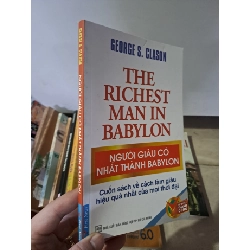 GEORGE S. CLASON
THE
RICHEST
MAN IN
BABYLON
NGƯỜI GIÀU CÓ
NHẤT THÀNH BABYLON
Cuốn sách về cách làm giàu
hiệu quả nhất của mọi thời đại